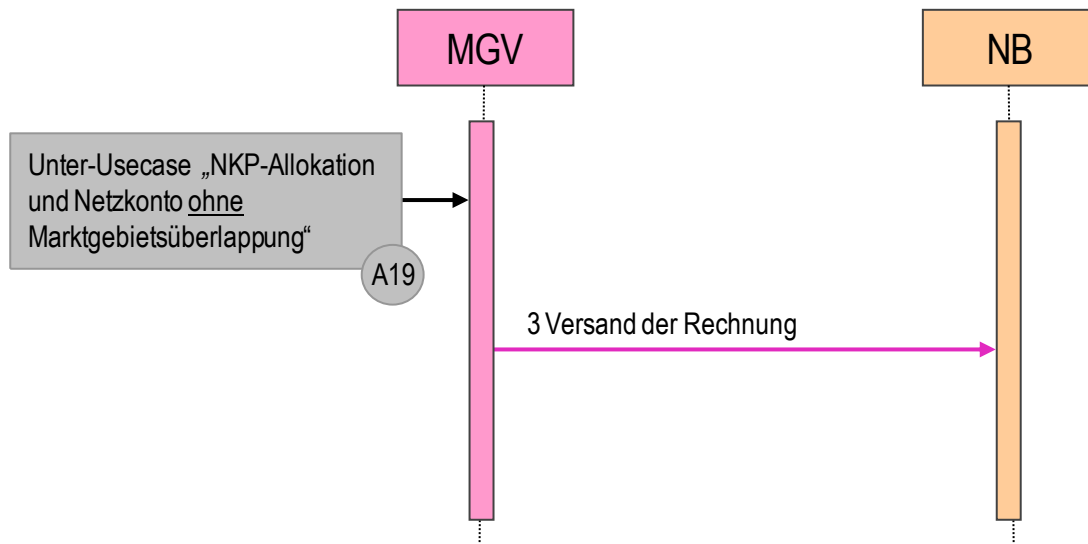 MGV
NB
Unter-Usecase „NKP-Allokation
und Netzkonto ohne
Marktgebietsüberlappung“
A19
3 Versand der Rechnung